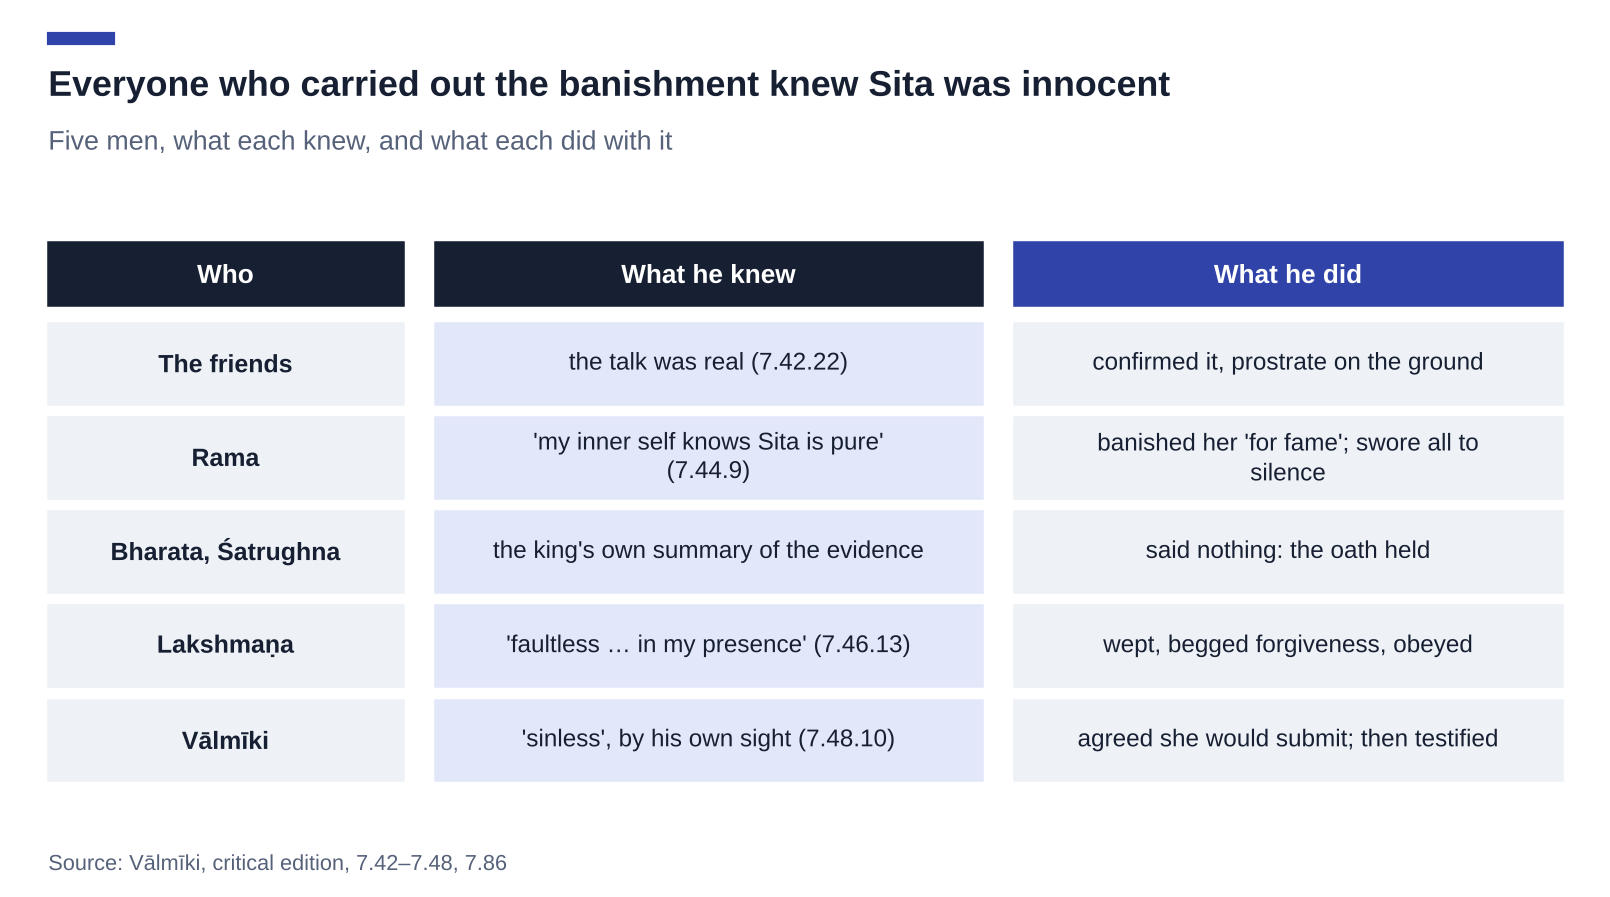 Everyone who carried out the banishment knew Sita was innocent
Five men, what each knew, and what each did with it
Who
What he knew
What he did
The friends
the talk was real (7.42.22)
confirmed it, prostrate on the ground
Rama
'my inner self knows Sita is pure'
(7.44.9)
banished her 'for fame'; swore all to
silence
Bharata, Śatrughna
the king's own summary of the evidence
said nothing: the oath held
Lakshmaṇa
'faultless … in my presence' (7.46.13)
wept, begged forgiveness, obeyed
Vālmīki
'sinless', by his own sight (7.48.10)
agreed she would submit; then testified
Source: Vālmīki, critical edition, 7.42–7.48, 7.86